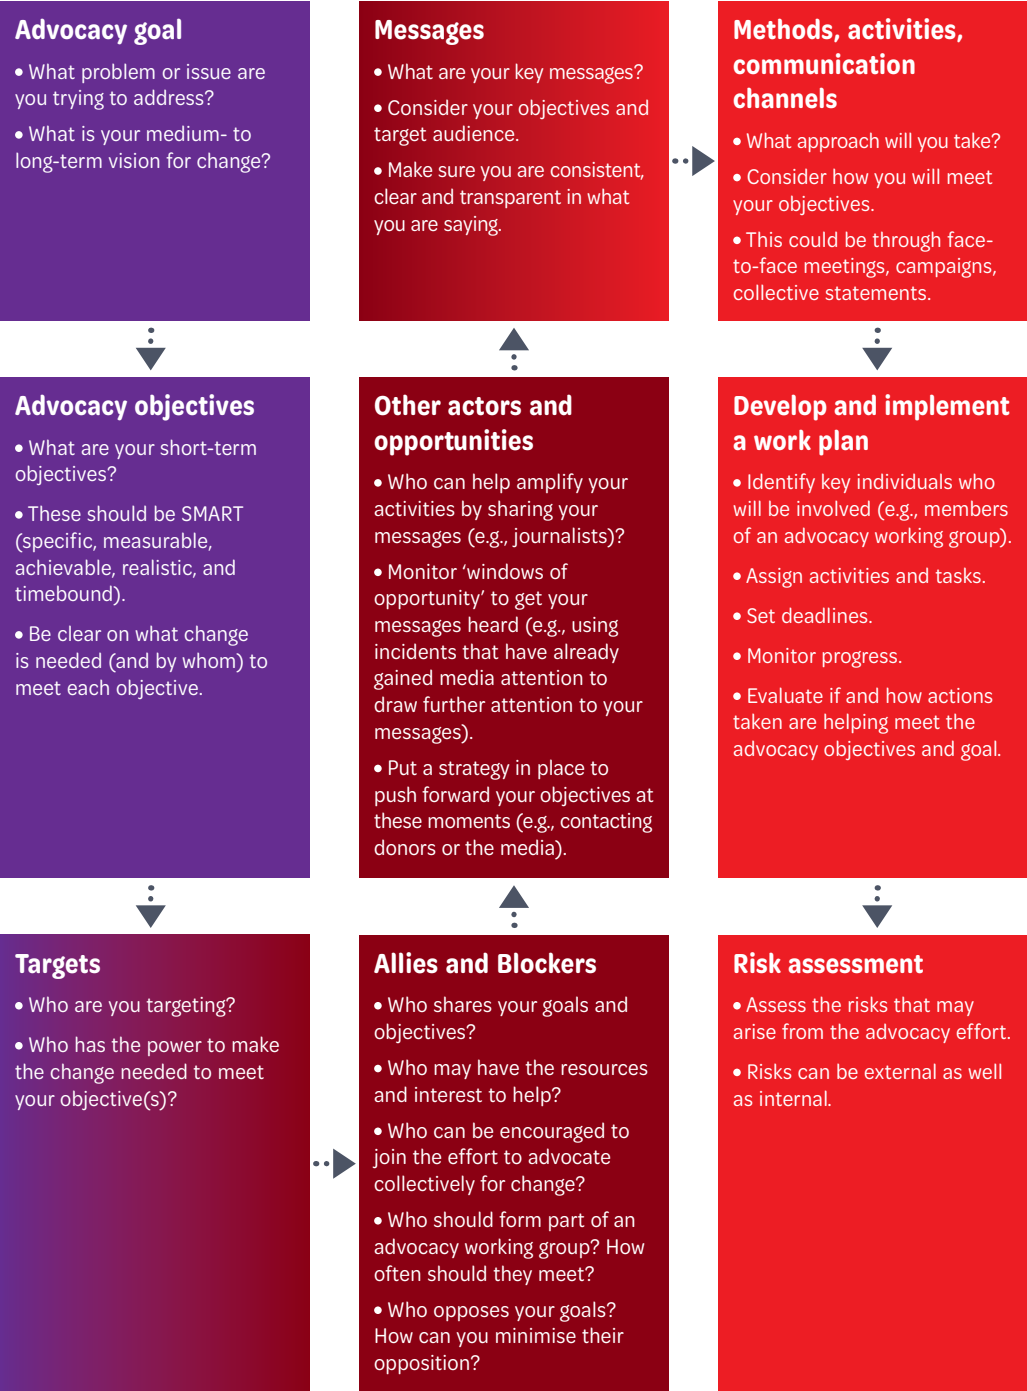 Advocacy goal
• What problem or issue are
you trying to address?
• What is your medium- to
long-term vision for change?
Advocacy objectives
• What are your short-term
objectives?
• These should be SMART
(specific, measurable,
achievable, realistic, and
timebound).
• Be clear on what change
is needed (and by whom) to
meet each objective.
Targets
• Who are you targeting?
• Who has the power to make
the change needed to meet
your objective(s)?
Allies and Blockers
• Who shares your goals and
objectives?
• Who may have the resources
and interest to help?
• Who can be encouraged to
join the effort to advocate
collectively for change?
• Who should form part of an
advocacy working group? How
often should they meet?
• Who opposes your goals?
How can you minimise their
opposition?
Other actors and
opportunities
• Who can help amplify your
activities by sharing your
messages (e.g., journalists)?
• Monitor ‘windows of
opportunity’ to get your
messages heard (e.g., using
incidents that have already
gained media attention to
draw further attention to your
messages).
• Put a strategy in place to
push forward your objectives at
these moments (e.g., contacting
donors or the media).
Messages
• What are your key messages?
• Consider your objectives and
target audience.
• Make sure you are consistent,
clear and transparent in what
you are saying.
Methods, activities,
communication
channels
• What approach will you take?
• Consider how you will meet
your objectives.
• This could be through face-
to-face meetings, campaigns,
collective statements.
Develop and implement
a work plan
• Identify key individuals who
will be involved (e.g., members
of an advocacy working group).
• Assign activities and tasks.
• Set deadlines.
• Monitor progress.
• Evaluate if and how actions
taken are helping meet the
advocacy objectives and goal.
Risk assessment
• Assess the risks that may
arise from the advocacy effort.
• Risks can be external as well
as internal.